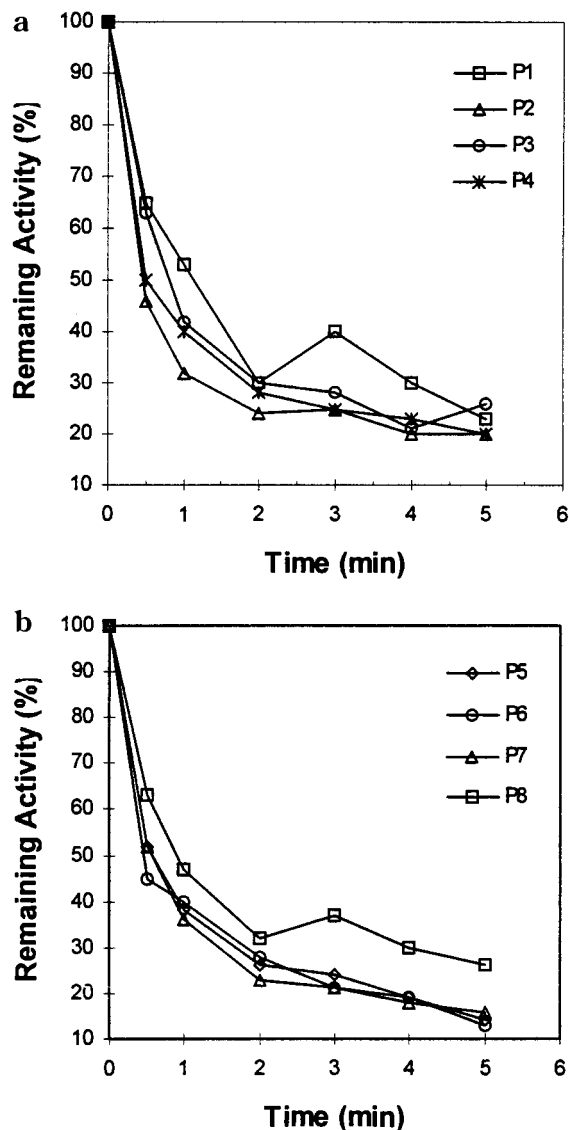 a
100
90
80
70
60
50
40
30
20
10
Remaning Activity (%)
P1
P2
P3
P4
0 1 2 3 4 5 6
Time (min)
b
100
90
80
70
60
50
40
30
20
10
Remaining Activity (%)
P5
P6
P7
P8
0 1 2 3 4 5 6
Time (min)